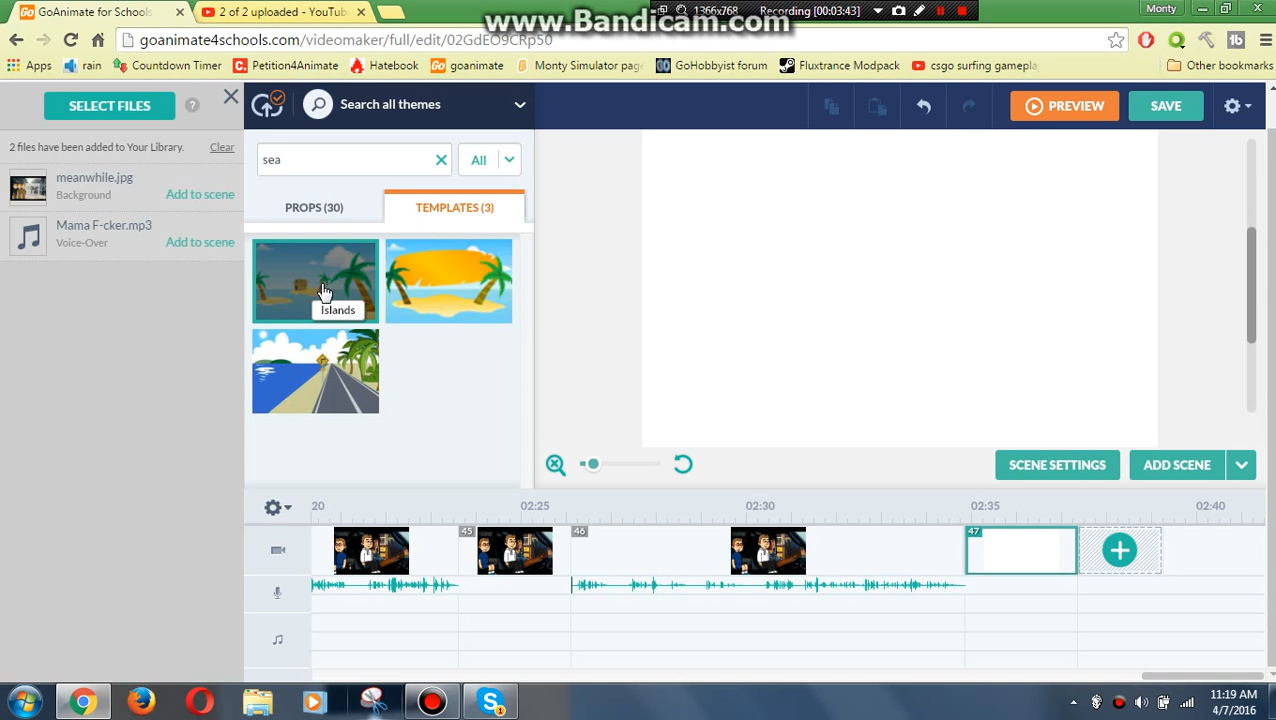 GoAnimate for Schools
2 of 2 uploaded - YouTube
www.Bandicam.com
1366x768
Recording [00:03:43]
Monty
goanimate4schools.com/videomaker/full/edit/02GdEO9CRp50
Apps
rain
Countdown Timer
Petition4Animate
Hatebook
goanimate
Monty Simulator page
GoHobbyist forum
Fluxtrance Modpack
csgo surfing gamepla
Other bookmarks
SELECT FILES
?
Search all themes
PREVIEW
SAVE
2 files have been added to Your Library.
Clear
sea
All
meanwhile.jpg
Background
Add to scene
PROPS (30)
TEMPLATES (3)
Mama F-cker.mp3
Voice-Over
Add to scene
Islands
SCENE SETTINGS
ADD SCENE
20
02:25
02:30
02:35
02:40
45
46
47
11:19 AM
4/7/2016